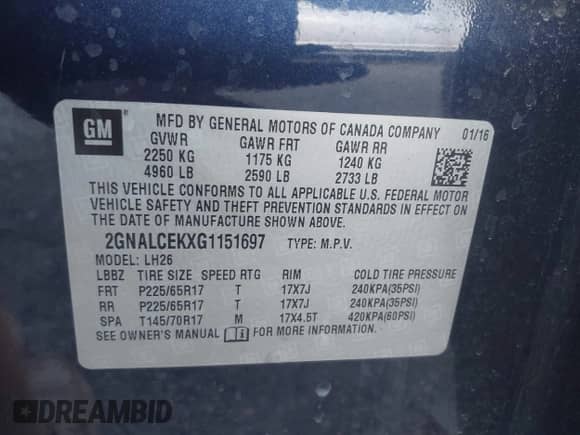 GM
MFD BY GENERAL MOTORS OF CANADA COMPANY 01/16
GVWR GAWR FRT GAWR RR
2250 KG 1175 KG 1240 KG
4960 LB 2590 LB 2733 LB
THIS VEHICLE CONFORMS TO ALL APPLICABLE U.S. FEDERAL MOTOR
VEHICLE SAFETY AND THEFT PREVENTION STANDARDS IN EFFECT ON
THE DATE OF MANUFACTURE SHOWN ABOVE.
2GNALCEKXG1151697 TYPE: M.P.V.
MODEL: LH26
LBBZ TIRE SIZE SPEED RTG RIM COLD TIRE PRESSURE
FRT P225/65R17 T 17X7J 240KPA(35PSI)
RR P225/65R17 T 17X7J 240KPA(35PSI)
SPA T145/70R17 M 17X4.5T 420KPA(60PSI)
SEE OWNER'S MANUAL i FOR MORE INFORMATION.
DREAMBID